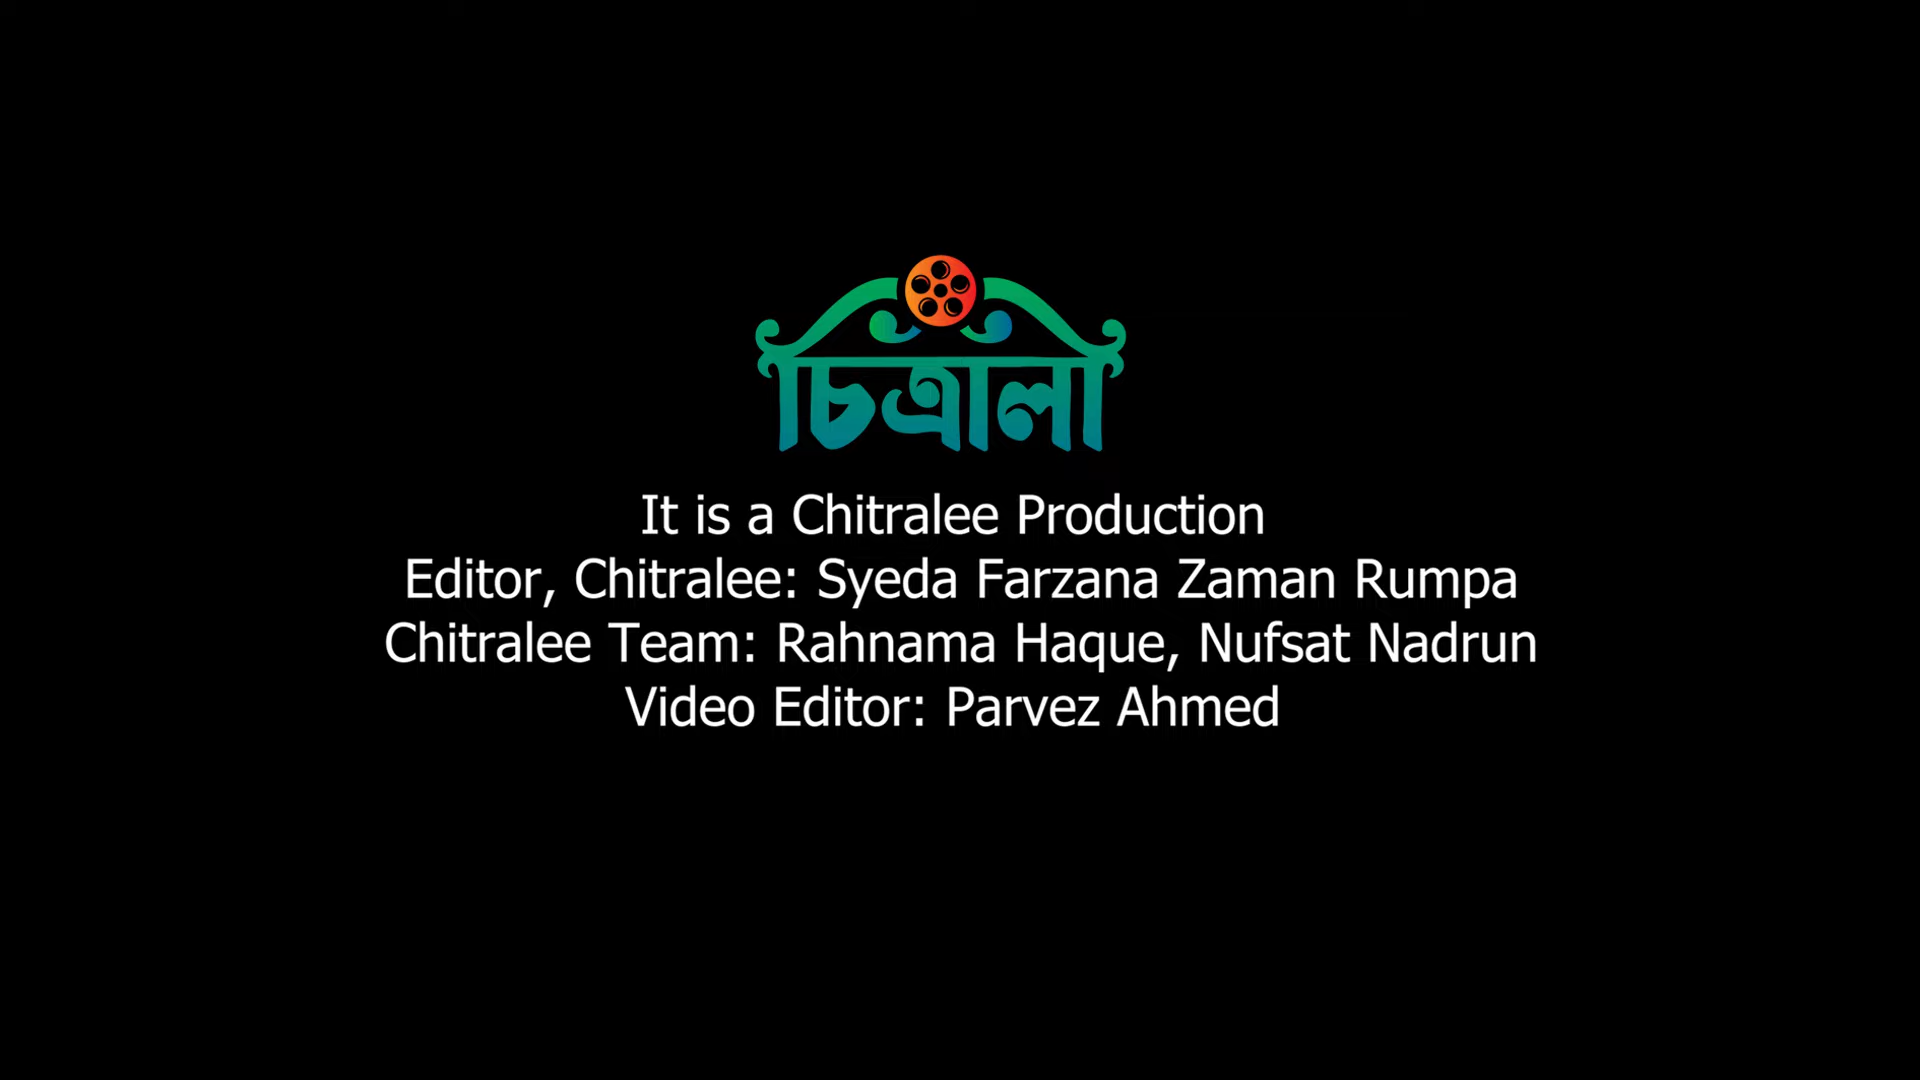 চিত্রালী
It is a Chitralee Production
Editor, Chitralee: Syeda Farzana Zaman Rumpa
Chitralee Team: Rahnama Haque, Nufsat Nadrun
Video Editor: Parvez Ahmed